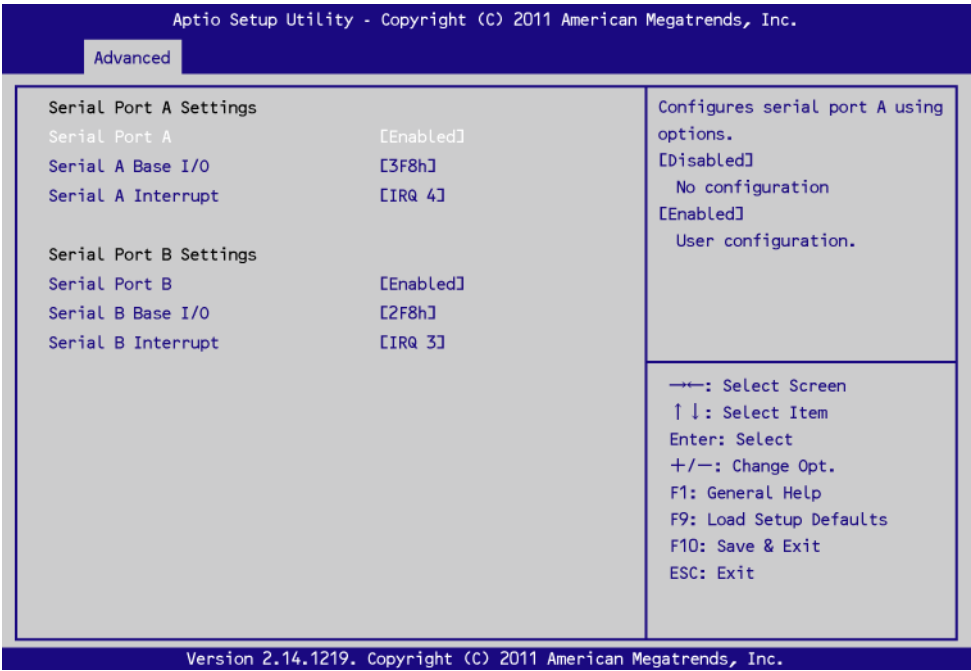 Aptio Setup Utility - Copyright (C) 2011 American Megatrends, Inc.
Advanced
Serial Port A Settings
Serial Port A [Enabled]
Serial A Base I/O [3F8h]
Serial A Interrupt [IRQ 4]
Serial Port B Settings
Serial Port B [Enabled]
Serial B Base I/O [2F8h]
Serial B Interrupt [IRQ 3]
Configures serial port A using
options.
[Disabled]
No configuration
[Enabled]
User configuration.
→←: Select Screen
↑↓: Select Item
Enter: Select
+/−: Change Opt.
F1: General Help
F9: Load Setup Defaults
F10: Save & Exit
ESC: Exit
Version 2.14.1219. Copyright (C) 2011 American Megatrends, Inc.